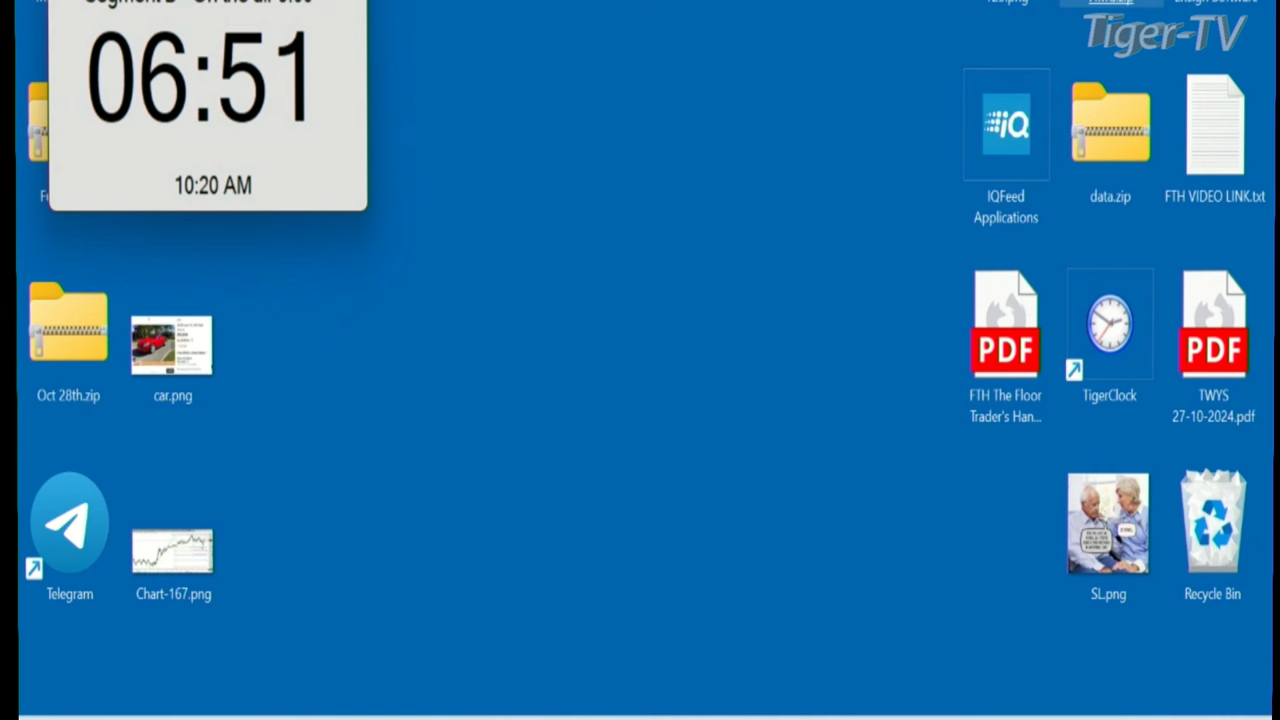 Tiger-TV
06:51
10:20 AM
IQ
IQFeed
Applications
data.zip
FTH VIDEO LINK.txt
Oct 28th.zip
car.png
PDF
FTH The Floor
Trader's Han...
TigerClock
PDF
TWYS
27-10-2024.pdf
Telegram
Chart-167.png
SL.png
Recycle Bin